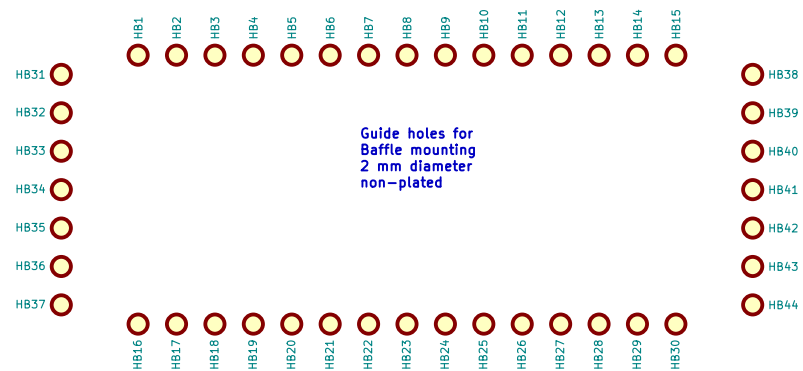 HB1
HB2
HB3
HB4
HB5
HB6
HB7
HB8
HB9
HB10
HB11
HB12
HB13
HB14
HB15
HB31
HB32
HB33
HB34
HB35
HB36
HB37
Guide holes for
Baffle mounting
2 mm diameter
non-plated
HB38
HB39
HB40
HB41
HB42
HB43
HB44
HB16
HB17
HB18
HB19
HB20
HB21
HB22
HB23
HB24
HB25
HB26
HB27
HB28
HB29
HB30